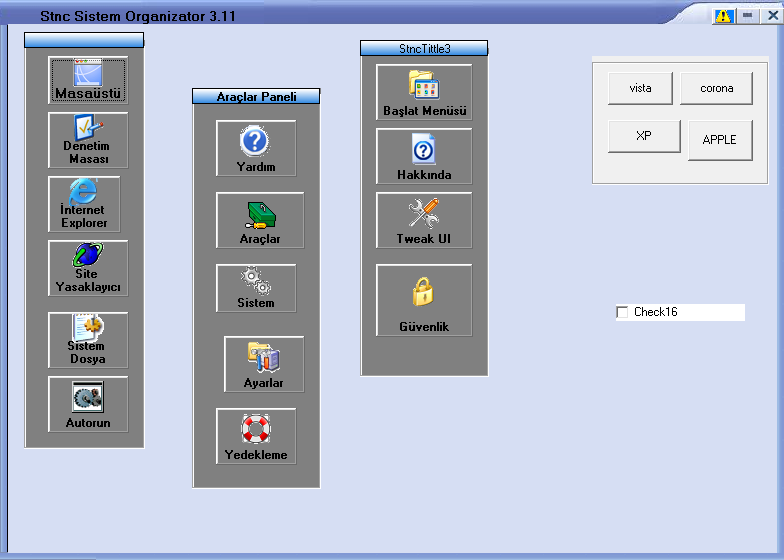 Stnc Sistem Organizator 3.11
Masaüstü
Denetim
Masası
İnternet
Explorer
Site
Yasaklayıcı
Sistem
Dosya
Autorun
Araçlar Paneli
Yardım
Araçlar
Sistem
Ayarlar
Yedekleme
StncTittle3
Başlat Menüsü
Hakkında
Tweak UI
Güvenlik
vista
corona
XP
APPLE
Check16